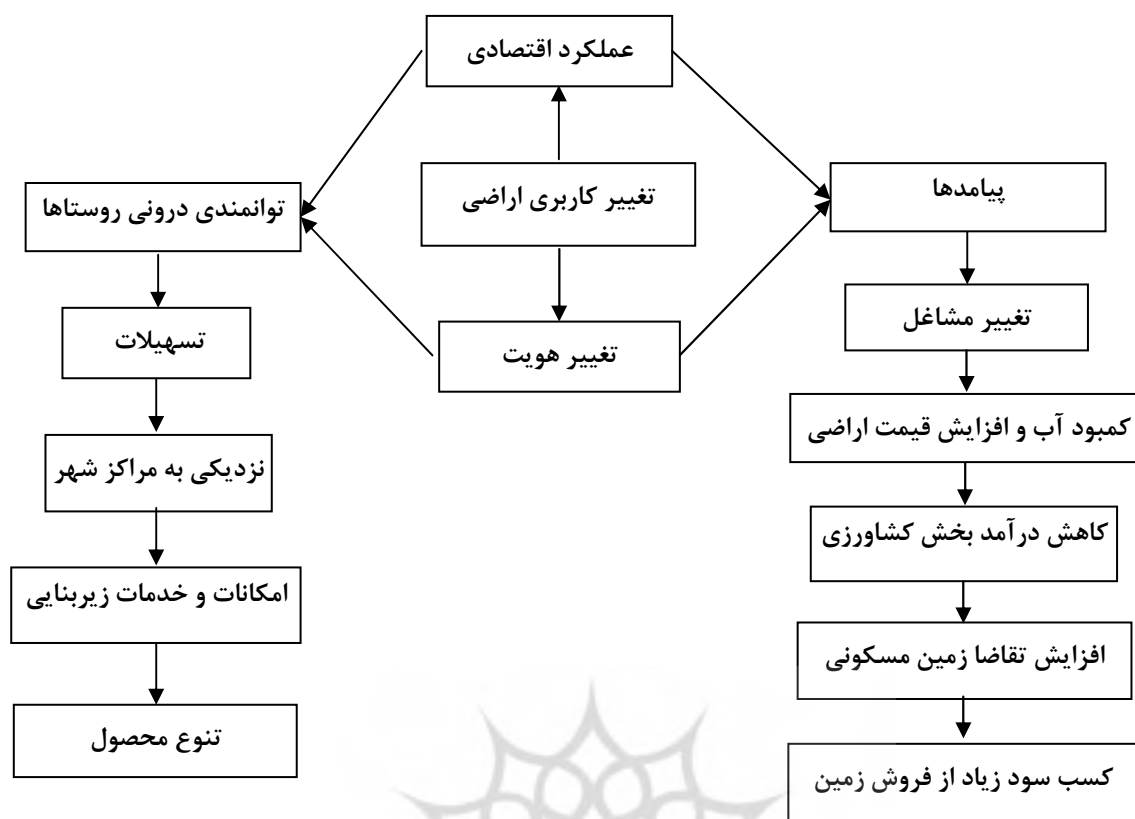 عملکرد اقتصادی
تغییر کاربری اراضی
تغییر هویت
پیامدها
تغییر مشاغل
کمبود آب و افزایش قیمت اراضی
کاهش درآمد بخش کشاورزی
افزایش تقاضا زمین مسکونی
کسب سود زیاد از فروش زمین
توانمندی درونی روستاها
تسهیلات
نزدیکی به مراکز شهر
امکانات و خدمات زیربنایی
تنوع محصول